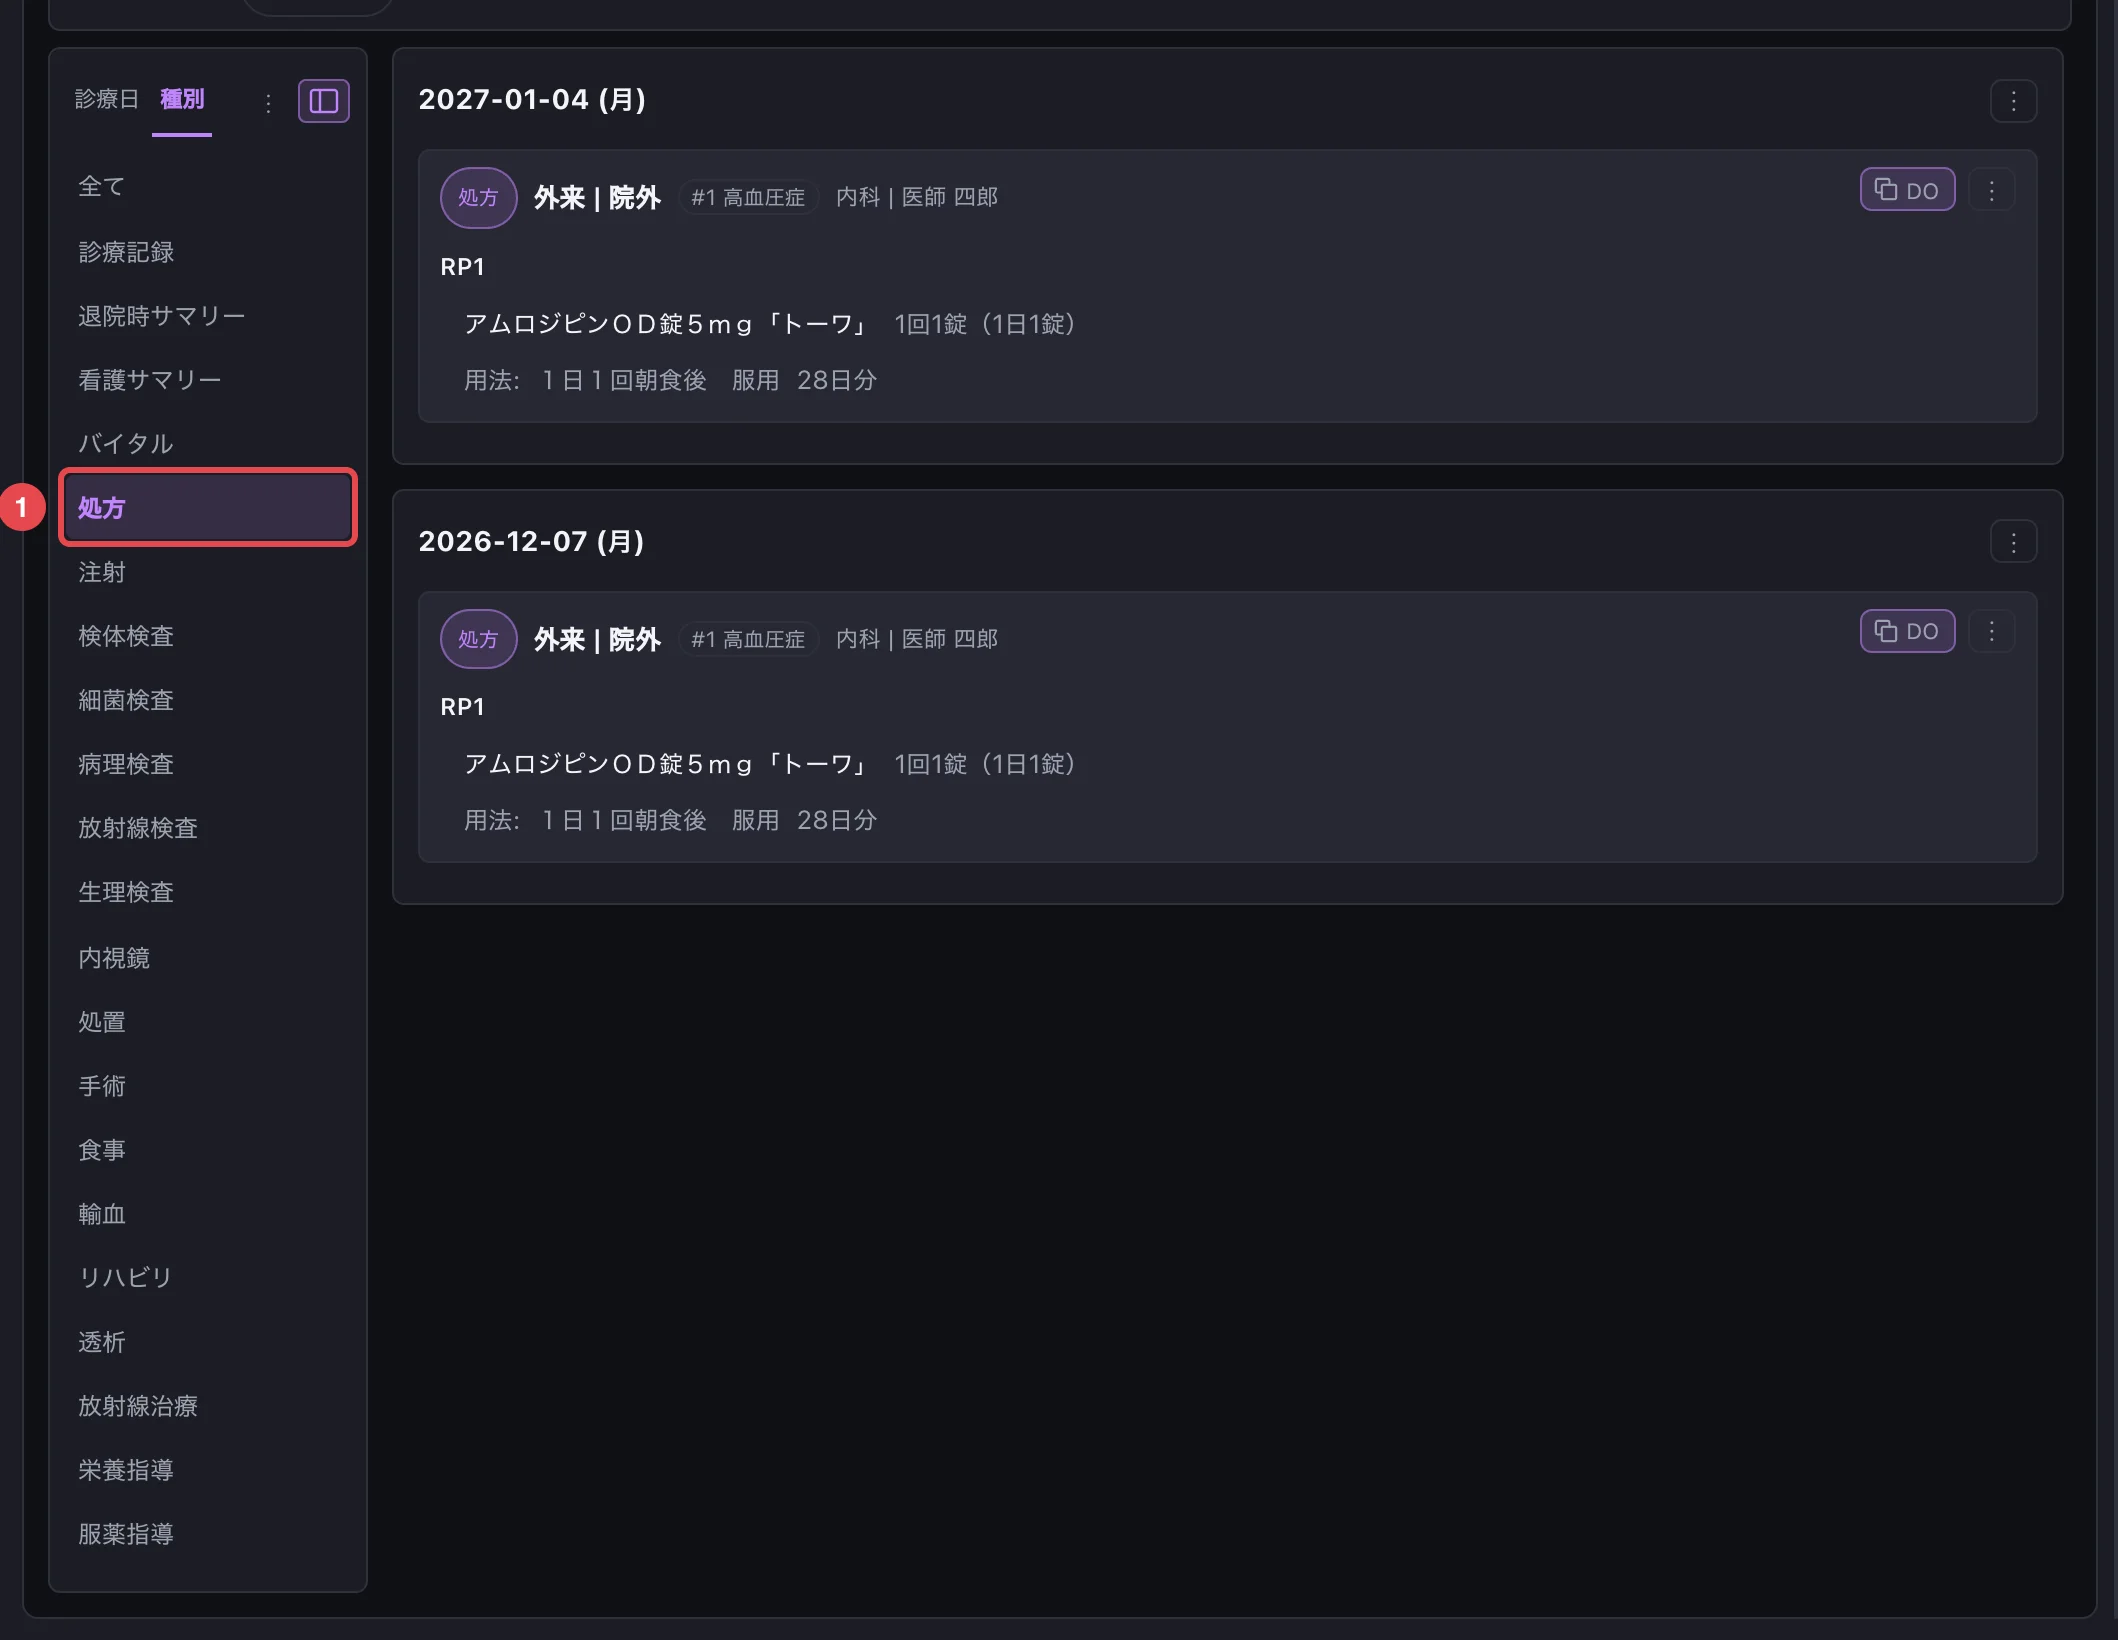 診療日 種別
全て
診療記録
退院時サマリー
看護サマリー
バイタル
1
処方
注射
検体検査
細菌検査
病理検査
放射線検査
生理検査
内視鏡
処置
手術
食事
輸血
リハビリ
透析
放射線治療
栄養指導
服薬指導
2027-01-04 (月)
処方 外来 | 院外 #1 高血圧症 内科 | 医師 四郎 DO
RP1
アムロジピンＯＤ錠５ｍｇ「トーワ」 1回1錠（1日1錠）
用法: １日１回朝食後 服用 28日分
2026-12-07 (月)
処方 外来 | 院外 #1 高血圧症 内科 | 医師 四郎 DO
RP1
アムロジピンＯＤ錠５ｍｇ「トーワ」 1回1錠（1日1錠）
用法: １日１回朝食後 服用 28日分